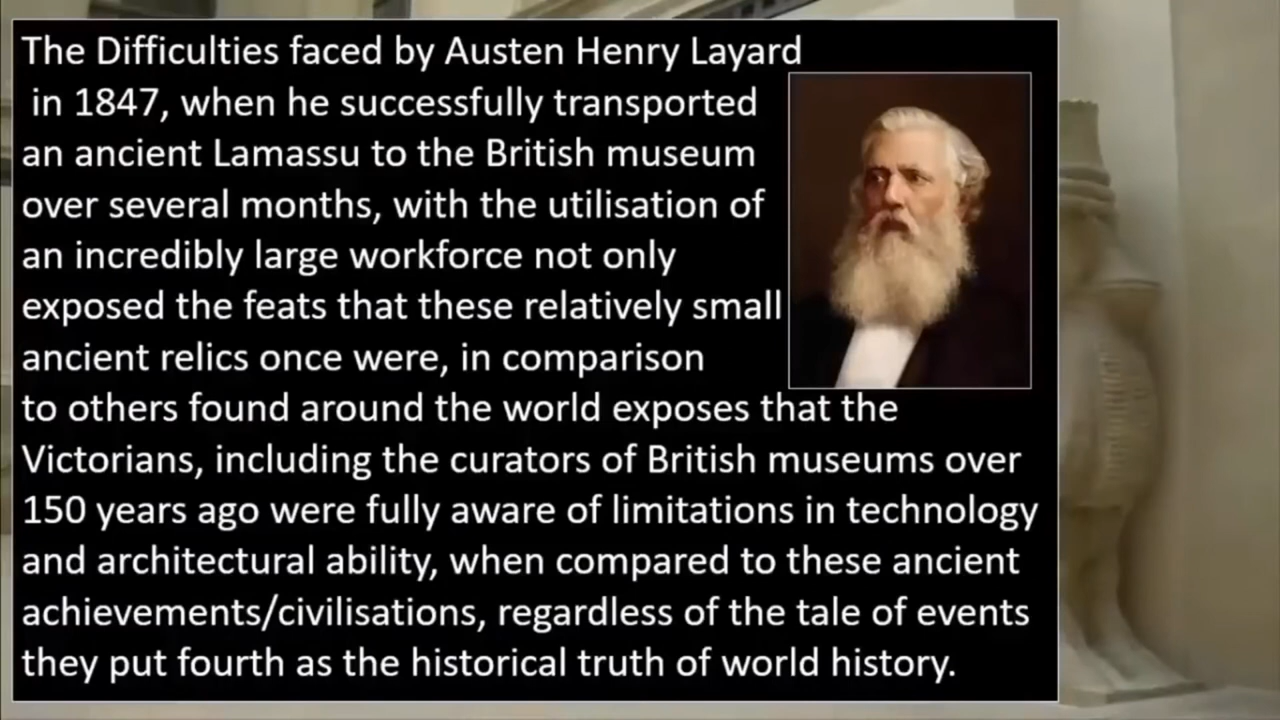 The Difficulties faced by Austen Henry Layard
in 1847, when he successfully transported
an ancient Lamassu to the British museum
over several months, with the utilisation of
an incredibly large workforce not only
exposed the feats that these relatively small
ancient relics once were, in comparison
to others found around the world exposes that the
Victorians, including the curators of British museums over
150 years ago were fully aware of limitations in technology
and architectural ability, when compared to these ancient
achievements/civilisations, regardless of the tale of events
they put fourth as the historical truth of world history.